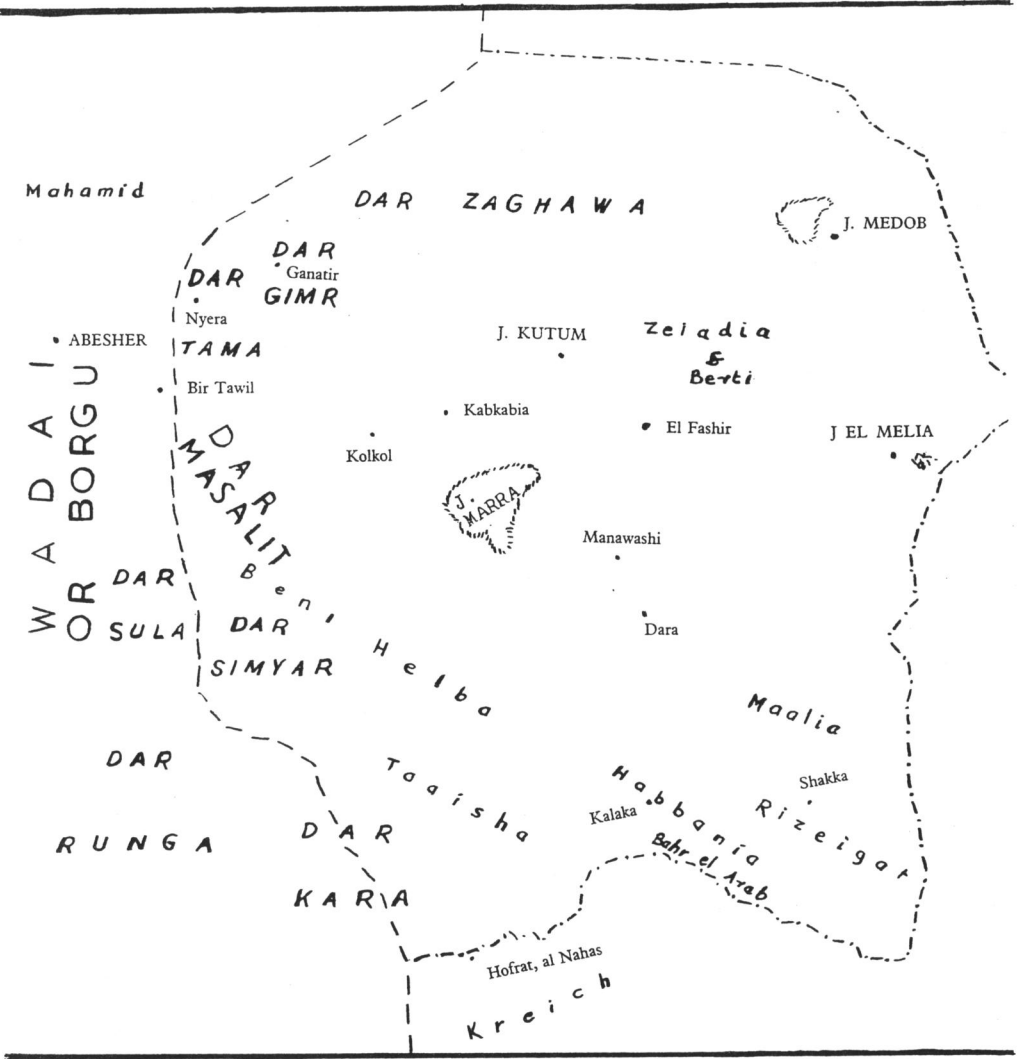 Mahamid
DAR ZAGHAWA
J. MEDOB
DAR
Ganatir
GIMR
DAR
Nyera
TAMA
ABESHER
J. KUTUM
Zeiadia
&
Berti
Bir Tawil
Kabkabia
El Fashir
J EL MELIA
Kolkol
WADAI
OR BORGU
DAR
MASALIT
J.
MARRA
Manawashi
Dara
DAR
SULA
Beni Helba
DAR
SIMYAR
Maalia
DAR
RUNGA
Taaisha
Habbania
Kalaka
Shakka
Rizeigat
Bahr el Arab
DAR
KARA
Hofrat, al Nahas
Kreich